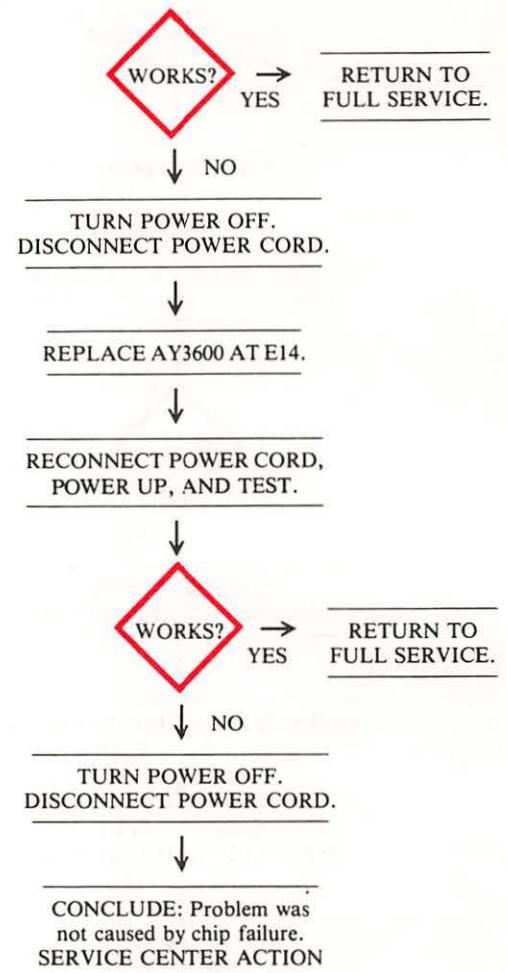 WORKS?
YES
RETURN TO
FULL SERVICE.
NO
TURN POWER OFF.
DISCONNECT POWER CORD.
REPLACE AY3600 AT E14.
RECONNECT POWER CORD,
POWER UP, AND TEST.
WORKS?
YES
RETURN TO
FULL SERVICE.
NO
TURN POWER OFF.
DISCONNECT POWER CORD.
CONCLUDE: Problem was
not caused by chip failure.
SERVICE CENTER ACTION